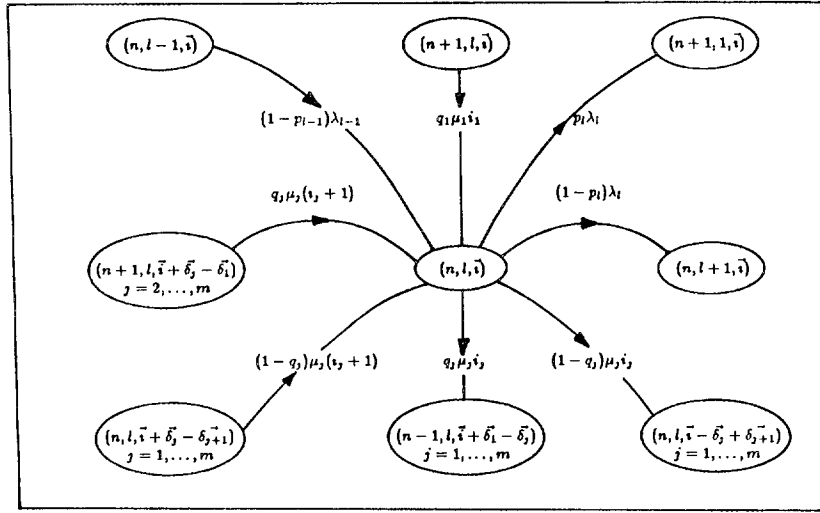 (n, l − 1, i⃗)
(n + 1, l, i⃗)
(n + 1, 1, i⃗)
(1 − p_{l−1})λ_{l−1}
q₁μ₁i₁
p_lλ_l
q_jμ_j(i_j + 1)
(1 − p_l)λ_l
(n + 1, l, i⃗ + δ⃗_j − δ⃗_1)
j = 2, . . . , m
(n, l, i⃗)
(n, l + 1, i⃗)
(1 − q_j)μ_j(i_j + 1)
q_jμ_ji_j
(1 − q_j)μ_ji_j
(n, l, i⃗ + δ⃗_j − δ⃗_{j+1})
j = 1, . . . , m
(n − 1, l, i⃗ + δ⃗_1 − δ⃗_j)
j = 1, . . . , m
(n, l, i⃗ − δ⃗_j + δ⃗_{j+1})
j = 1, . . . , m